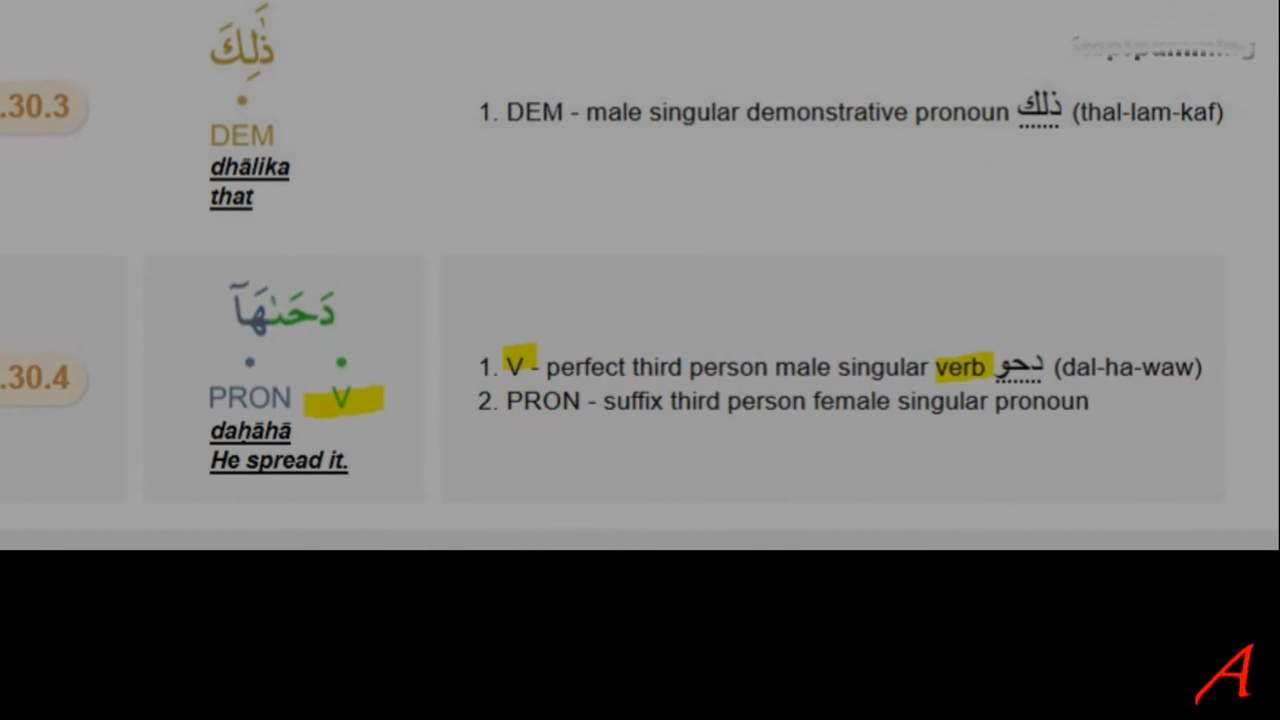 ذَٰلِكَ
.30.3
1. DEM - male singular demonstrative pronoun ذلك (thal-lam-kaf)
DEM
dhālika
that
دَحَىٰهَآ
.30.4
1. V - perfect third person male singular verb دحو (dal-ha-waw)
PRON V
2. PRON - suffix third person female singular pronoun
daḥāhā
He spread it.
A